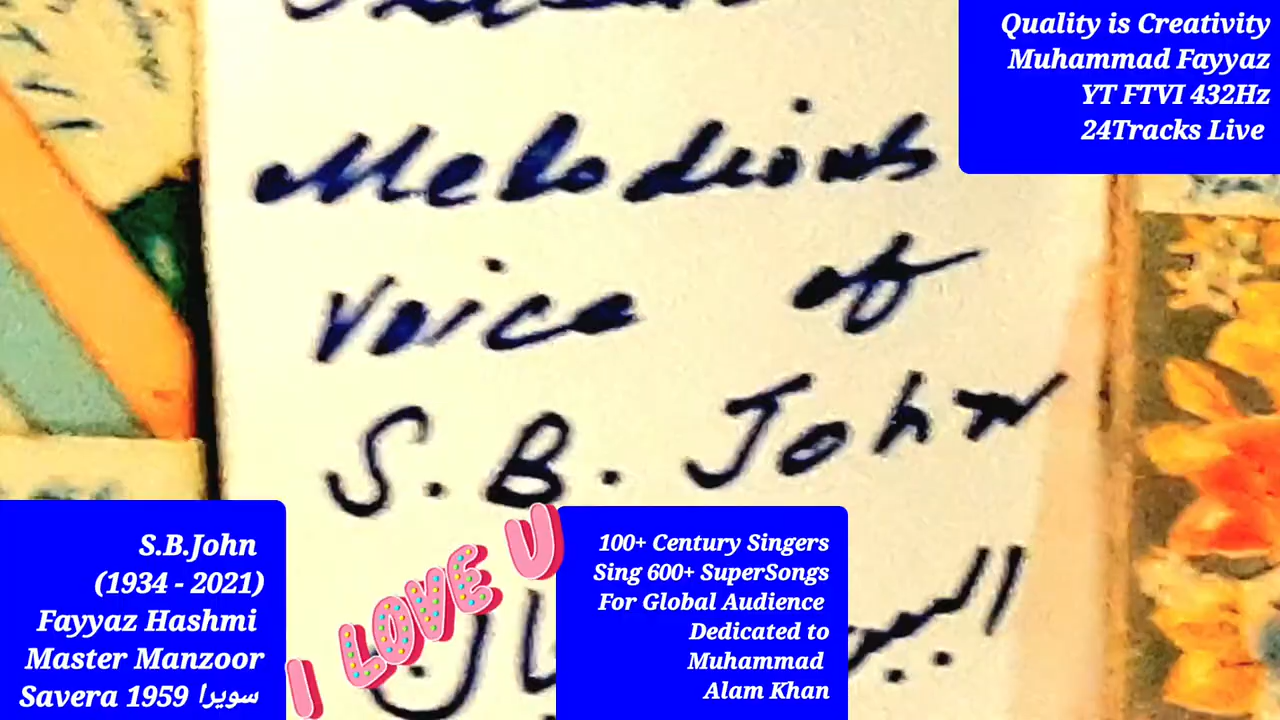 Quality is Creativity
Muhammad Fayyaz
YT FTVI 432Hz
24Tracks Live
Melodious
Voice of
S.B. John
S.B.John
(1934 - 2021)
Fayyaz Hashmi
Master Manzoor
Savera 1959 سویرا
I LOVE U
100+ Century Singers
Sing 600+ SuperSongs
For Global Audience
Dedicated to
Muhammad
Alam Khan